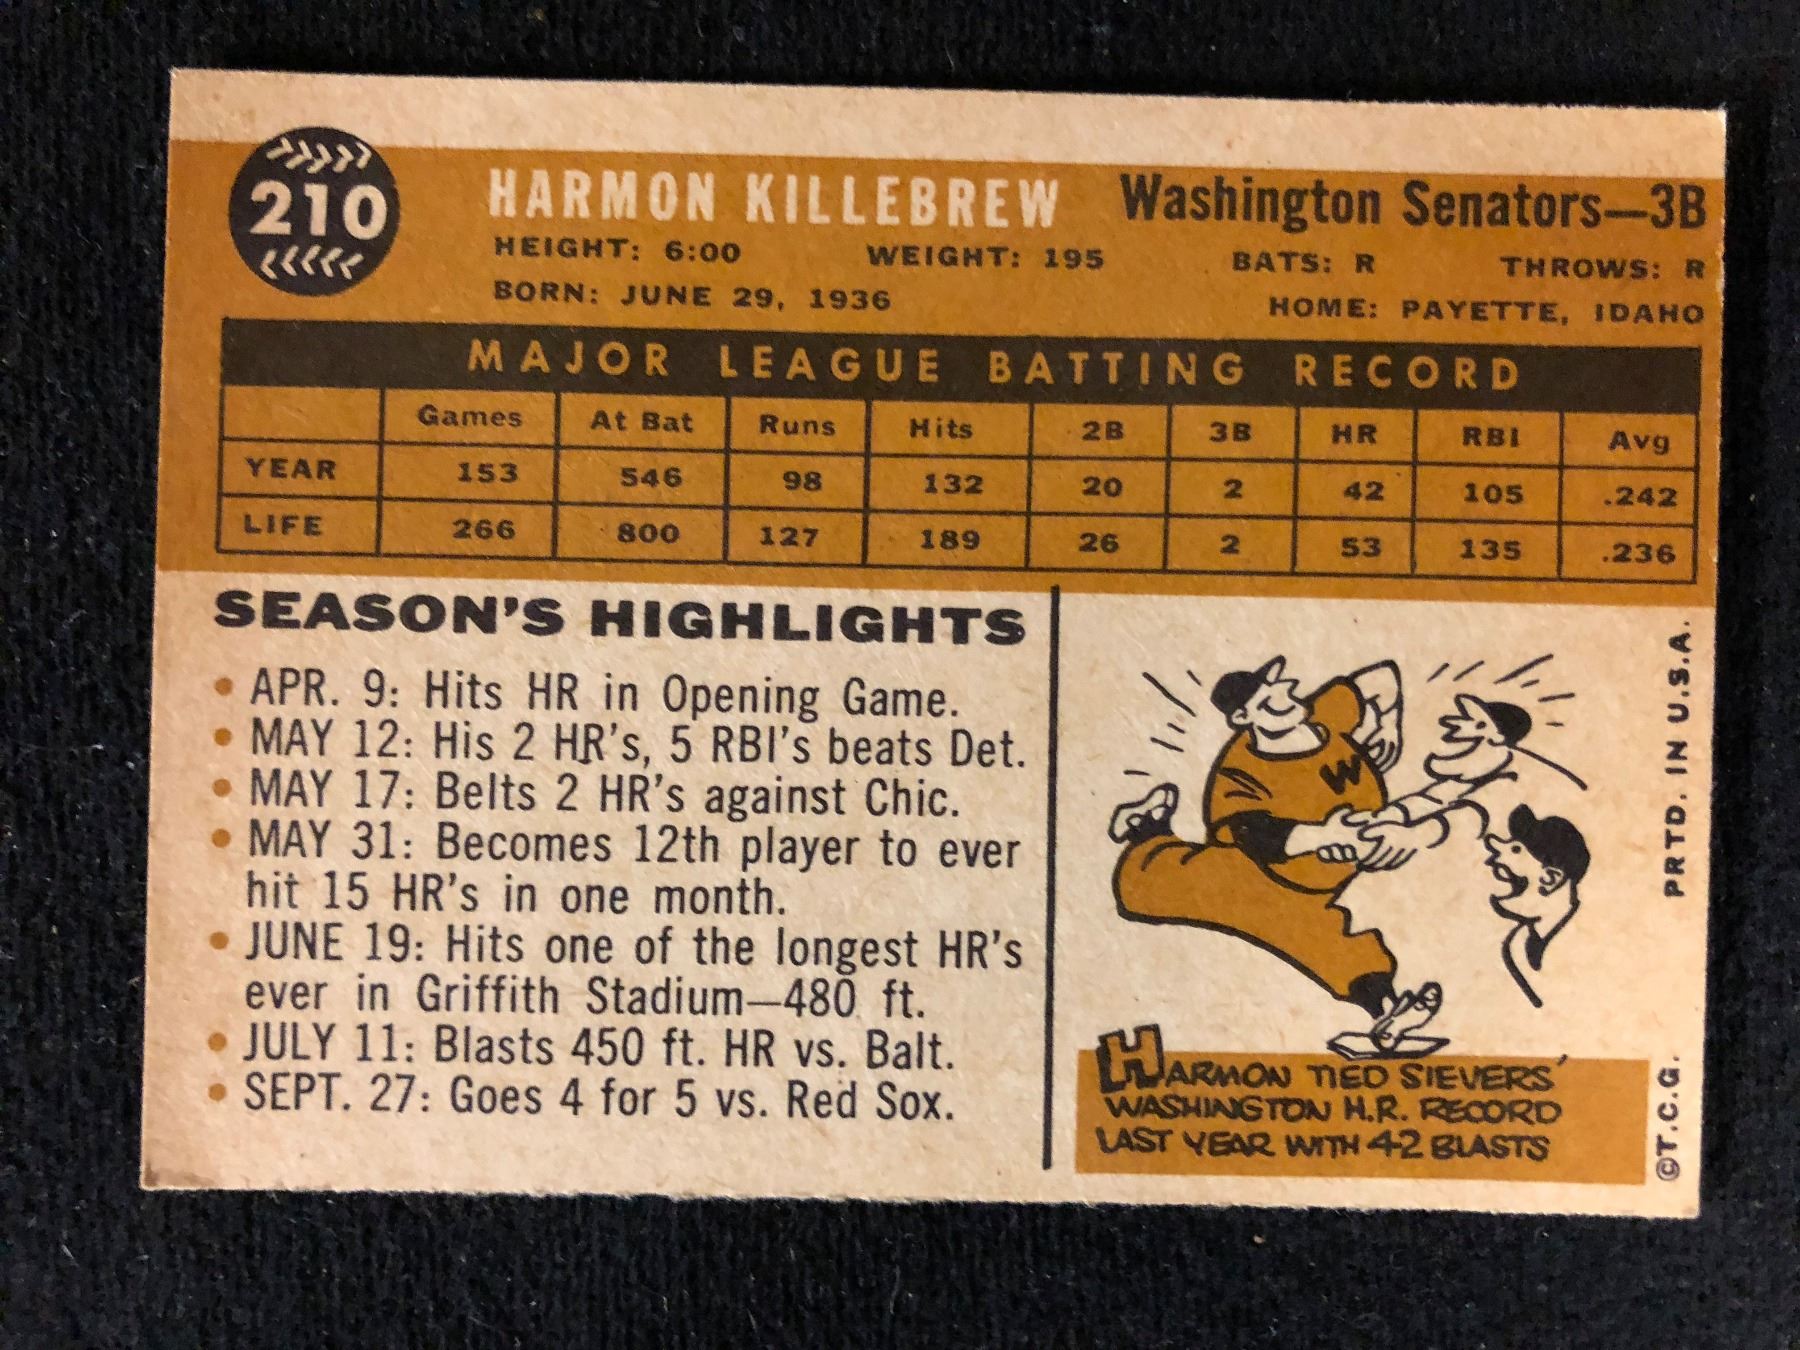 210
HARMON KILLEBREW Washington Senators—3B
HEIGHT: 6:00 WEIGHT: 195 BATS: R THROWS: R
BORN: JUNE 29, 1936 HOME: PAYETTE, IDAHO
MAJOR LEAGUE BATTING RECORD
Games At Bat Runs Hits 2B 3B HR RBI Avg
YEAR 153 546 98 132 20 2 42 105 .242
LIFE 266 800 127 189 26 2 53 135 .236
SEASON'S HIGHLIGHTS
• APR. 9: Hits HR in Opening Game.
• MAY 12: His 2 HR's, 5 RBI's beats Det.
• MAY 17: Belts 2 HR's against Chic.
• MAY 31: Becomes 12th player to ever
hit 15 HR's in one month.
• JUNE 19: Hits one of the longest HR's
ever in Griffith Stadium—480 ft.
• JULY 11: Blasts 450 ft. HR vs. Balt.
• SEPT. 27: Goes 4 for 5 vs. Red Sox.
W
HARMON TIED SIEVERS'
WASHINGTON H.R. RECORD
LAST YEAR WITH 42 BLASTS
©T.C.G. PRTD. IN U.S.A.